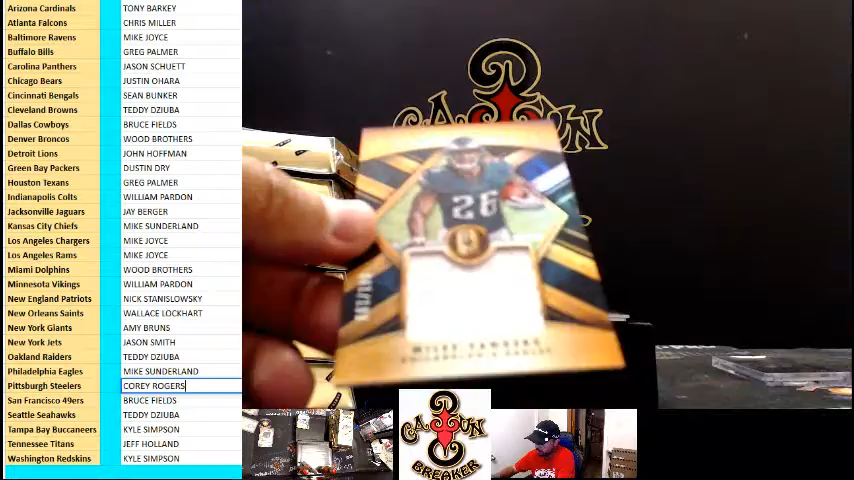 Arizona Cardinals TONY BARKEY
Atlanta Falcons CHRIS MILLER
Baltimore Ravens MIKE JOYCE
Buffalo Bills GREG PALMER
Carolina Panthers JASON SCHUETT
Chicago Bears JUSTIN OHARA
Cincinnati Bengals SEAN BUNKER
Cleveland Browns TEDDY DZIUBA
Dallas Cowboys BRUCE FIELDS
Denver Broncos WOOD BROTHERS
Detroit Lions JOHN HOFFMAN
Green Bay Packers DUSTIN DRY
Houston Texans GREG PALMER
Indianapolis Colts WILLIAM PARDON
Jacksonville Jaguars JAY BERGER
Kansas City Chiefs MIKE SUNDERLAND
Los Angeles Chargers MIKE JOYCE
Los Angeles Rams MIKE JOYCE
Miami Dolphins WOOD BROTHERS
Minnesota Vikings WILLIAM PARDON
New England Patriots NICK STANISLOWSKY
New Orleans Saints WALLACE LOCKHART
New York Giants AMY BRUNS
New York Jets JASON SMITH
Oakland Raiders TEDDY DZIUBA
Philadelphia Eagles MIKE SUNDERLAND
Pittsburgh Steelers COREY ROGERS
San Francisco 49ers BRUCE FIELDS
Seattle Seahawks TEDDY DZIUBA
Tampa Bay Buccaneers KYLE SIMPSON
Tennessee Titans JEFF HOLLAND
Washington Redskins KYLE SIMPSON
CAJUN
26
MILES SANDERS
PHILADELPHIA EAGLES
CAJUN
BREAKER